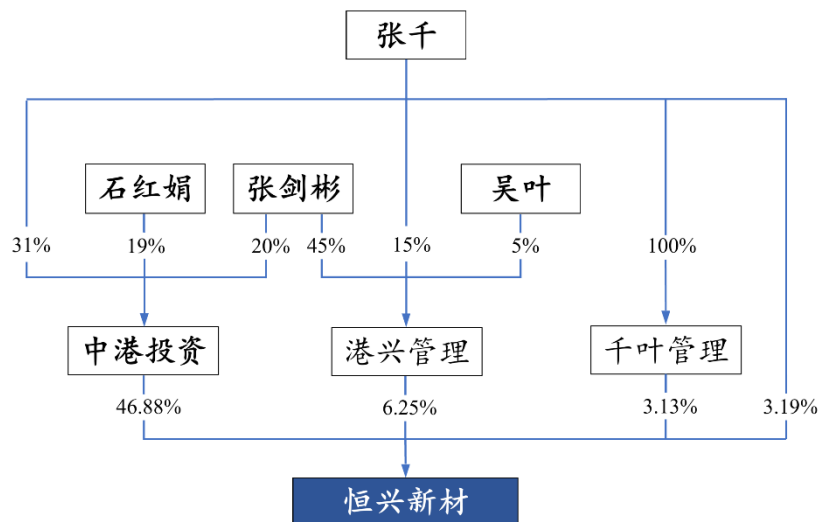 张千
石红娟 张剑彬 吴叶
31% 19% 20% 45% 15% 5% 100%
中港投资 港兴管理 千叶管理
46.88% 6.25% 3.13% 3.19%
恒兴新材